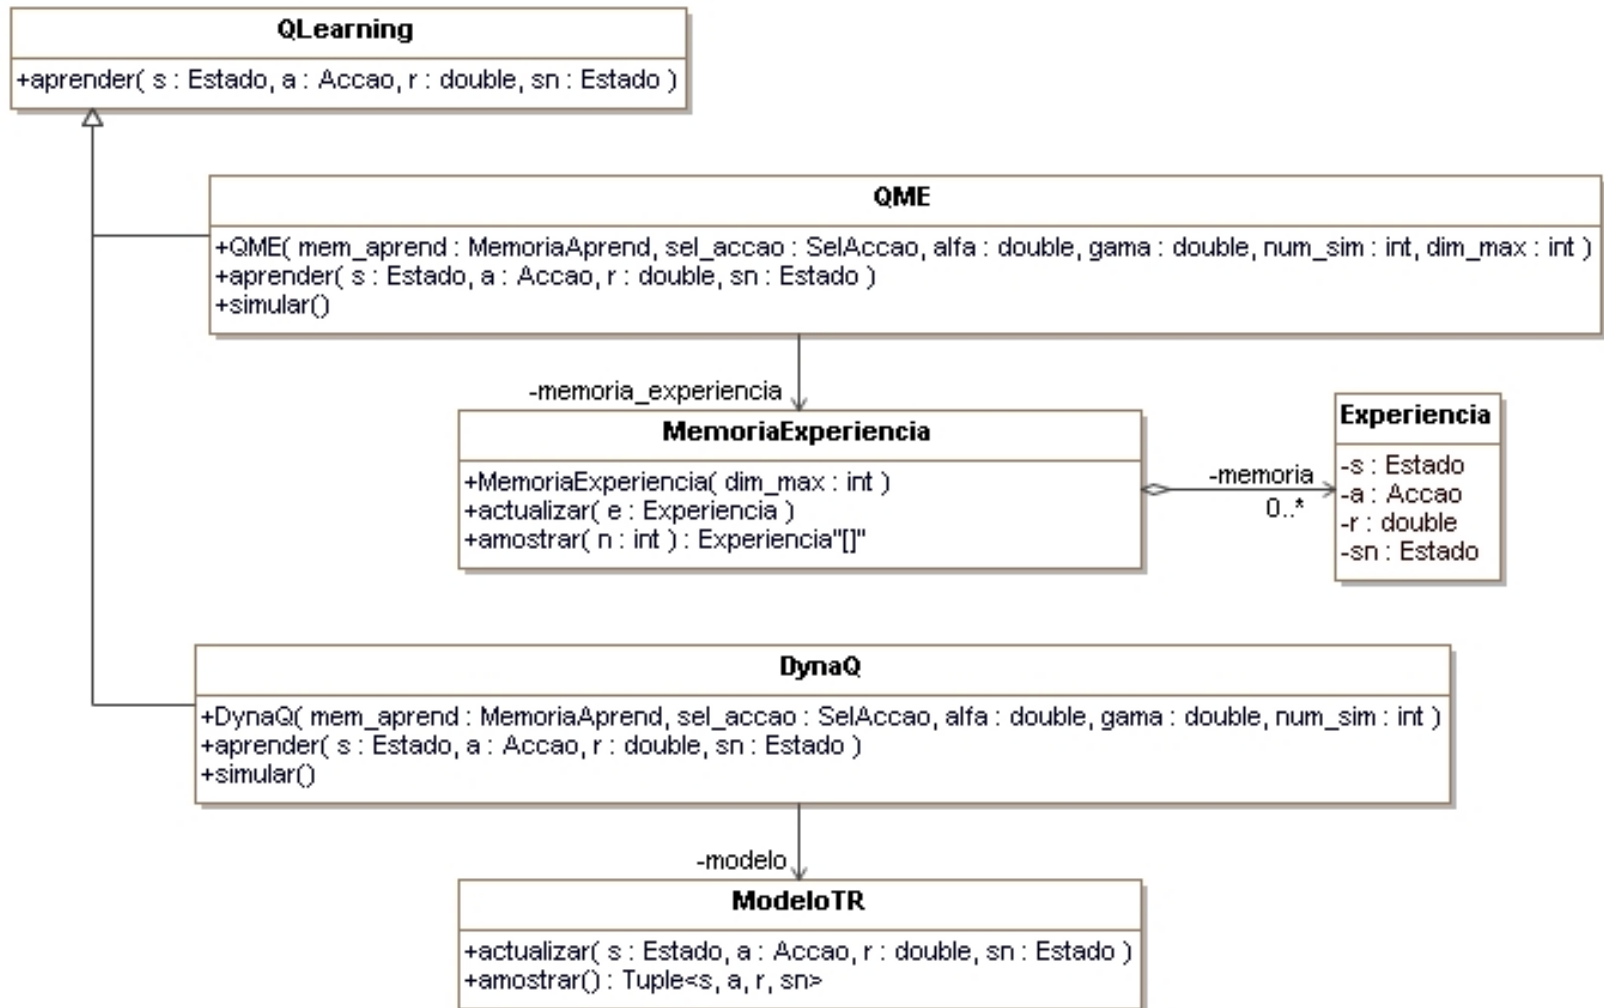 QLearning
+aprender( s : Estado, a : Accao, r : double, sn : Estado )
QME
+QME( mem_aprend : MemoriaAprend, sel_accao : SelAccao, alfa : double, gama : double, num_sim : int, dim_max : int )
+aprender( s : Estado, a : Accao, r : double, sn : Estado )
+simular()
-memoria_experiencia
MemoriaExperiencia
+MemoriaExperiencia( dim_max : int )
+actualizar( e : Experiencia )
+amostrar( n : int ) : Experiencia"[]"
-memoria
0..*
Experiencia
-s : Estado
-a : Accao
-r : double
-sn : Estado
DynaQ
+DynaQ( mem_aprend : MemoriaAprend, sel_accao : SelAccao, alfa : double, gama : double, num_sim : int )
+aprender( s : Estado, a : Accao, r : double, sn : Estado )
+simular()
-modelo
ModeloTR
+actualizar( s : Estado, a : Accao, r : double, sn : Estado )
+amostrar() : Tuple<s, a, r, sn>